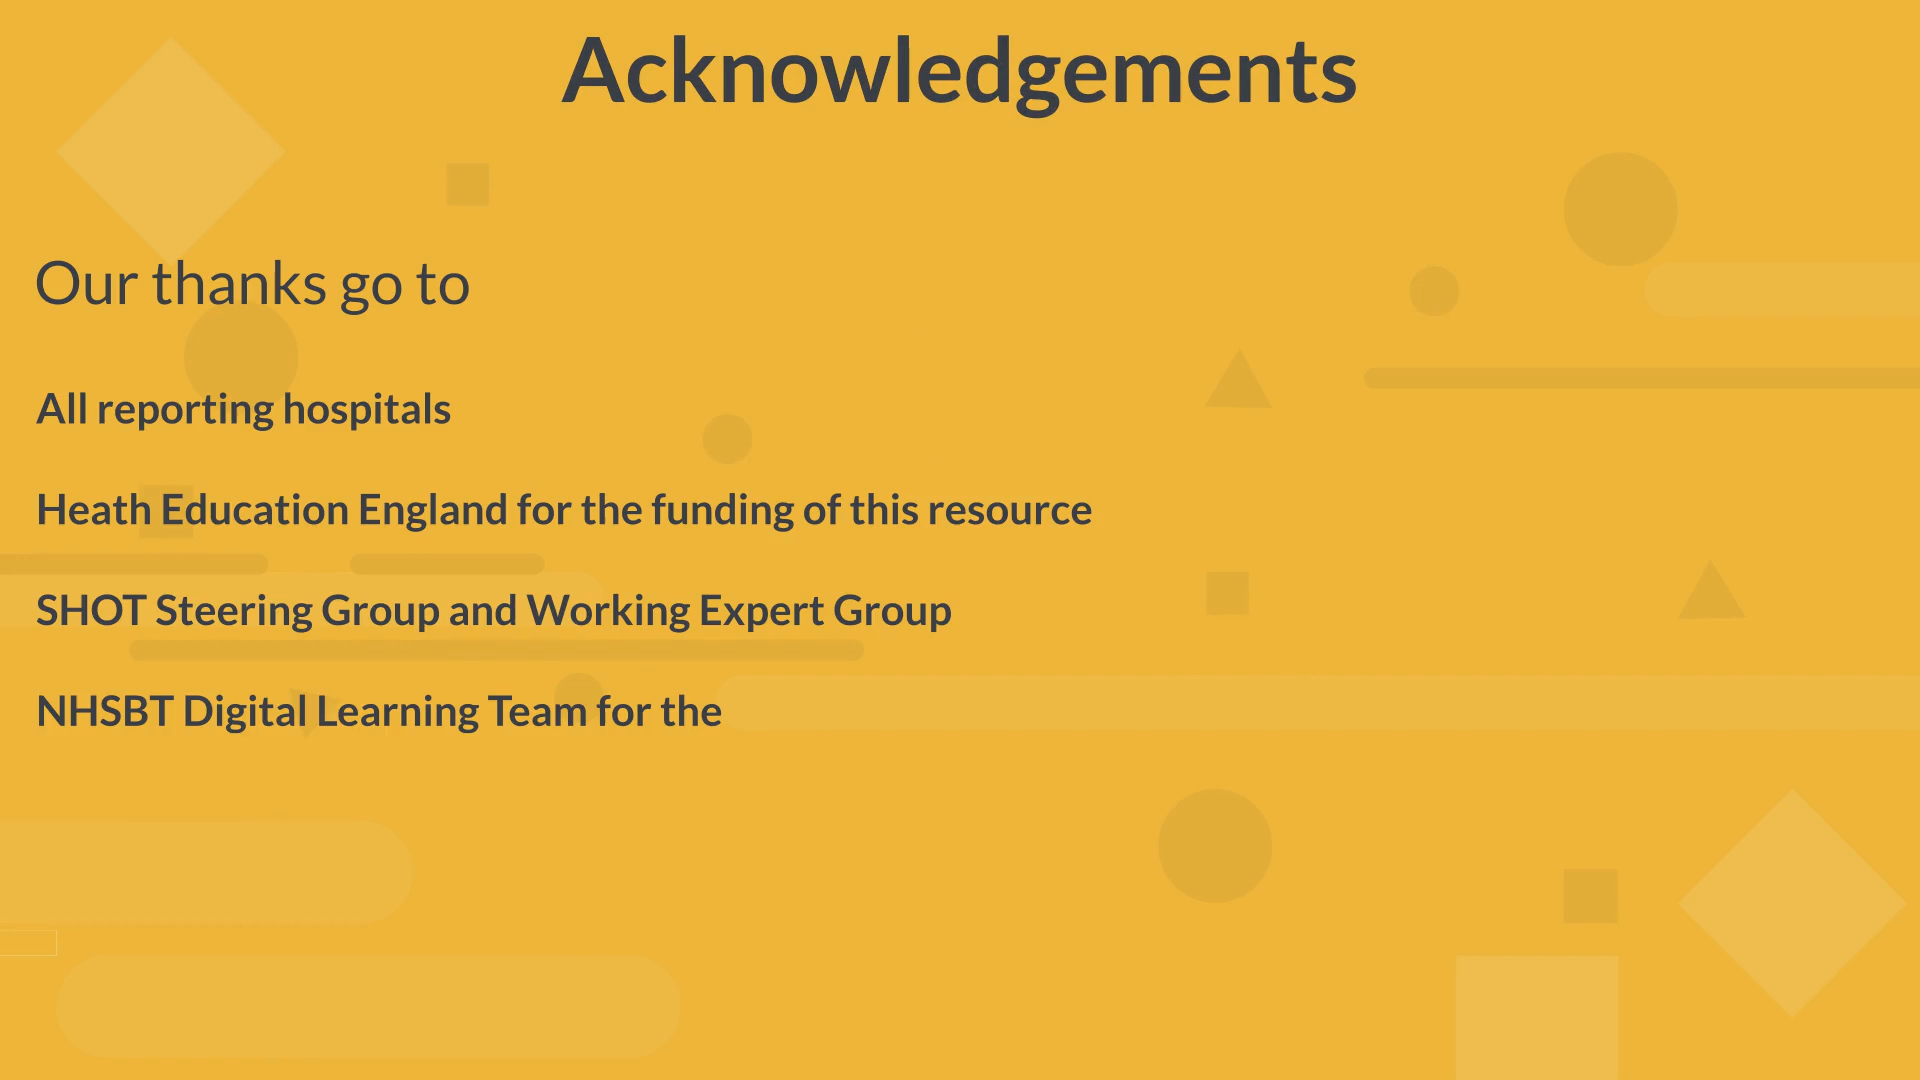 Acknowledgements
Our thanks go to
All reporting hospitals
Heath Education England for the funding of this resource
SHOT Steering Group and Working Expert Group
NHSBT Digital Learning Team for the